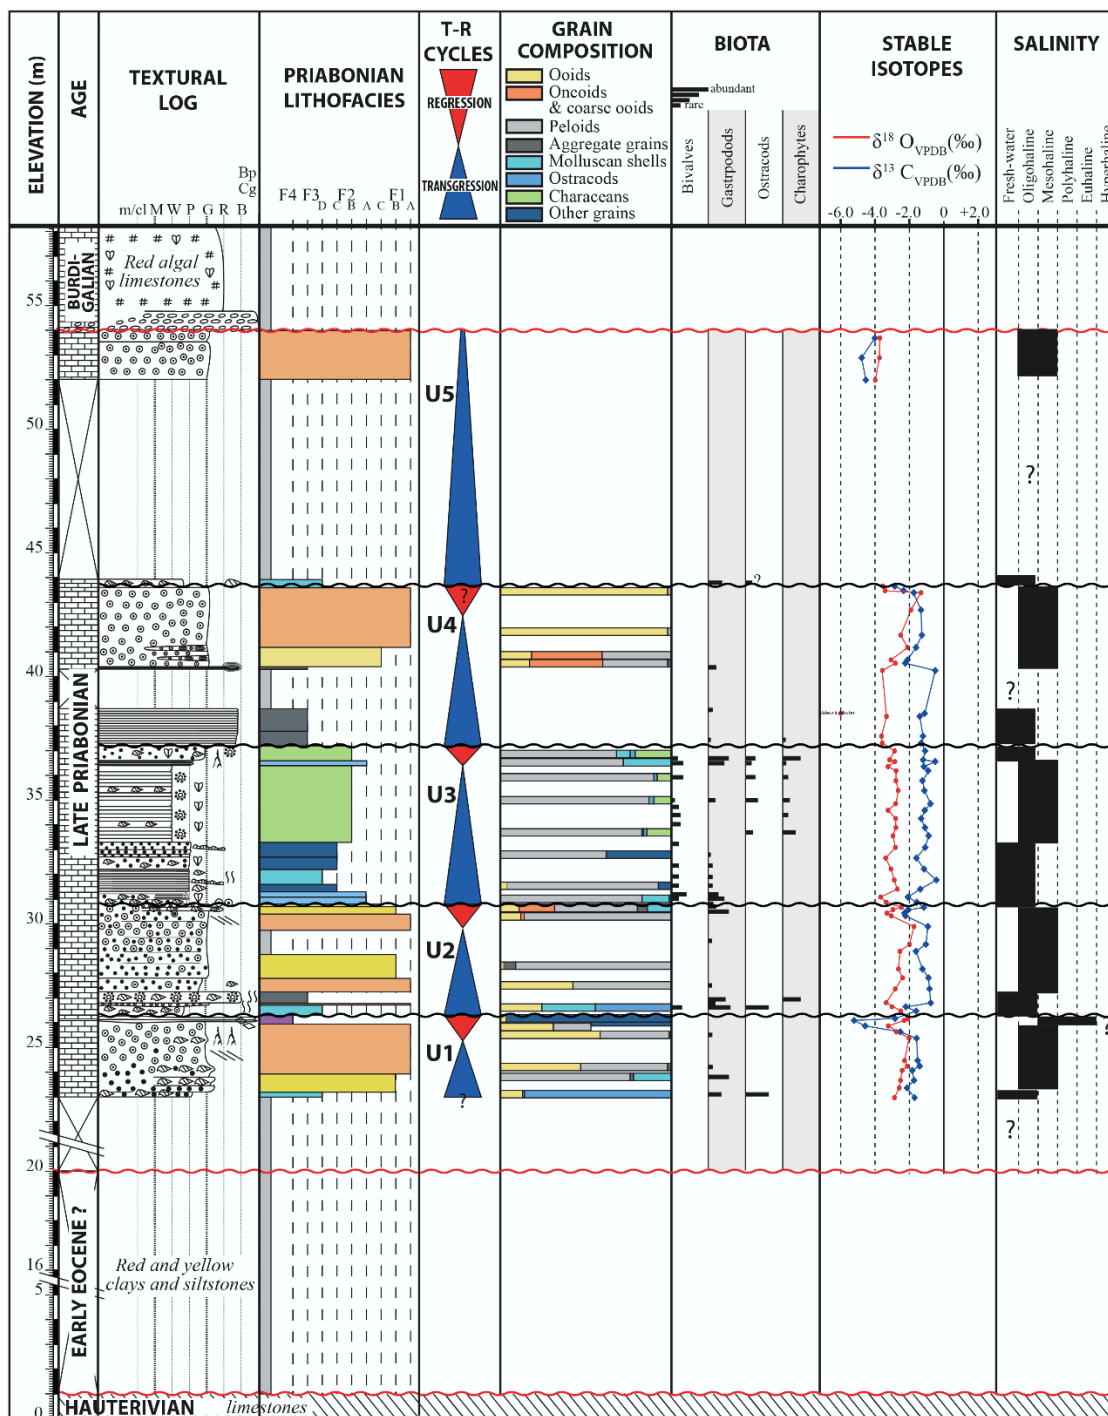 ELEVATION (m)
AGE
TEXTURAL
LOG
m/cl M W P G R B
Bp
Cg
PRIABONIAN
LITHOFACIES
F4 F3 F2 F1
D C B A C B A
T-R
CYCLES
REGRESSION
TRANSGRESSION
GRAIN
COMPOSITION
Ooids
Oncoids
& coarse ooids
Peloids
Aggregate grains
Molluscan shells
Ostracods
Characeans
Other grains
BIOTA
abundant
rare
Bivalves
Gastrpodods
Ostracods
Charophytes
STABLE
ISOTOPES
δ18 OVPDB(‰)
δ13 CVPDB(‰)
-6.0 -4.0 -2.0 0 +2.0
SALINITY
Fresh-water
Oligohaline
Mesohaline
Polyhaline
Euhaline
Hyperhaline
BURDI-
GALIAN
Red algal
limestones
55
50
45
40
35
30
25
20
16
5
0
U5
?
?
?
U4
?
LATE PRIABONIAN
U3
U2
U1
?
?
EARLY EOCENE ?
Red and yellow
clays and siltstones
HAUTERIVIAN limestones